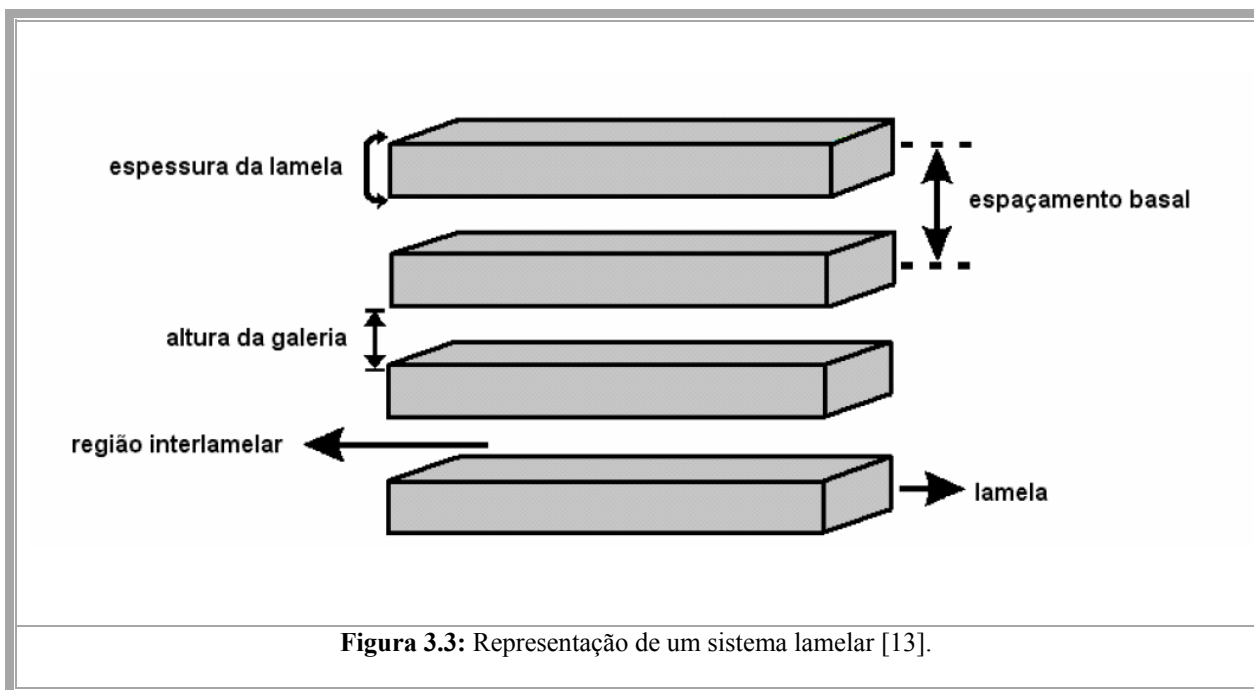 espessura da lamela
espaçamento basal
altura da galeria
região interlamelar
lamela
Figura 3.3: Representação de um sistema lamelar [13].